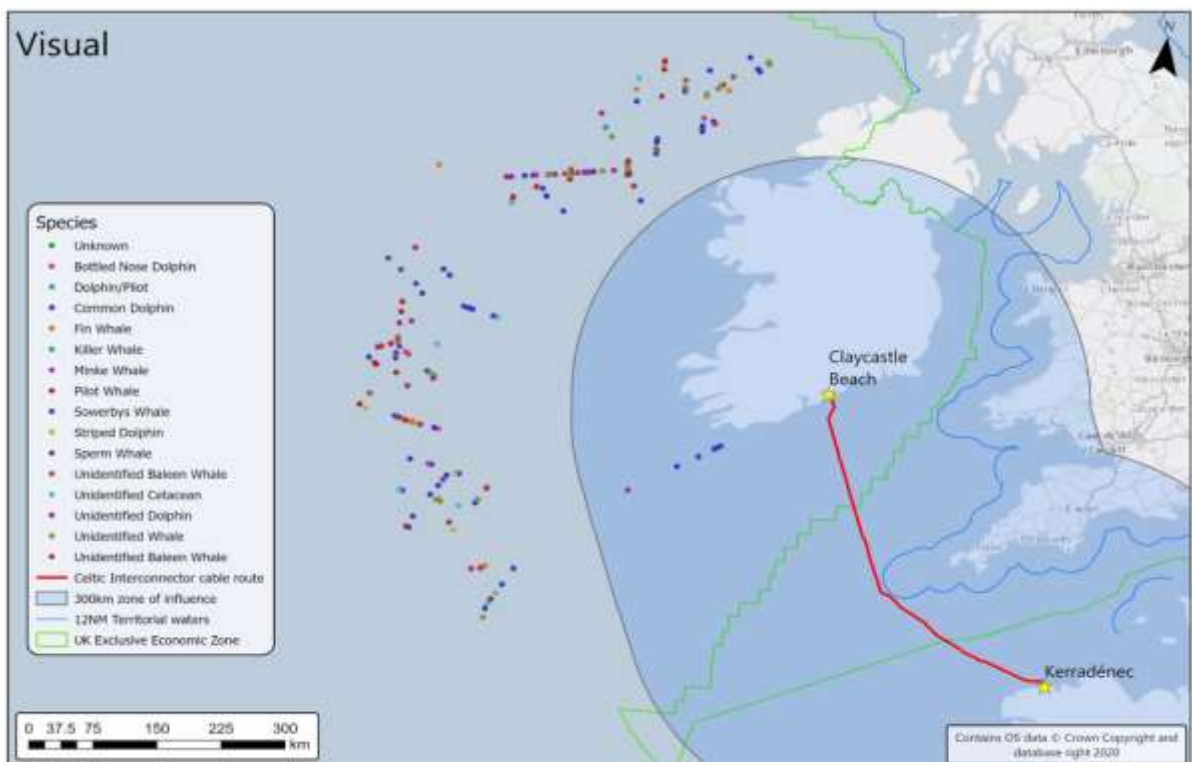 Visual
N
Edinburgh
Species
Unknown
Bottled Nose Dolphin
Dolphin/Pilot
Common Dolphin
Fin Whale
Killer Whale
Minke Whale
Pilot Whale
Sowerbys Whale
Striped Dolphin
Sperm Whale
Unidentified Baleen Whale
Unidentified Cetacean
Unidentified Dolphin
Unidentified Whale
Unidentified Baleen Whale
Celtic Interconnector cable route
300km zone of influence
12NM Territorial waters
UK Exclusive Economic Zone
Claycastle
Beach
Kerradénec
0 37.5 75 150 225 300
km
Contains OS data © Crown Copyright and
database right 2020